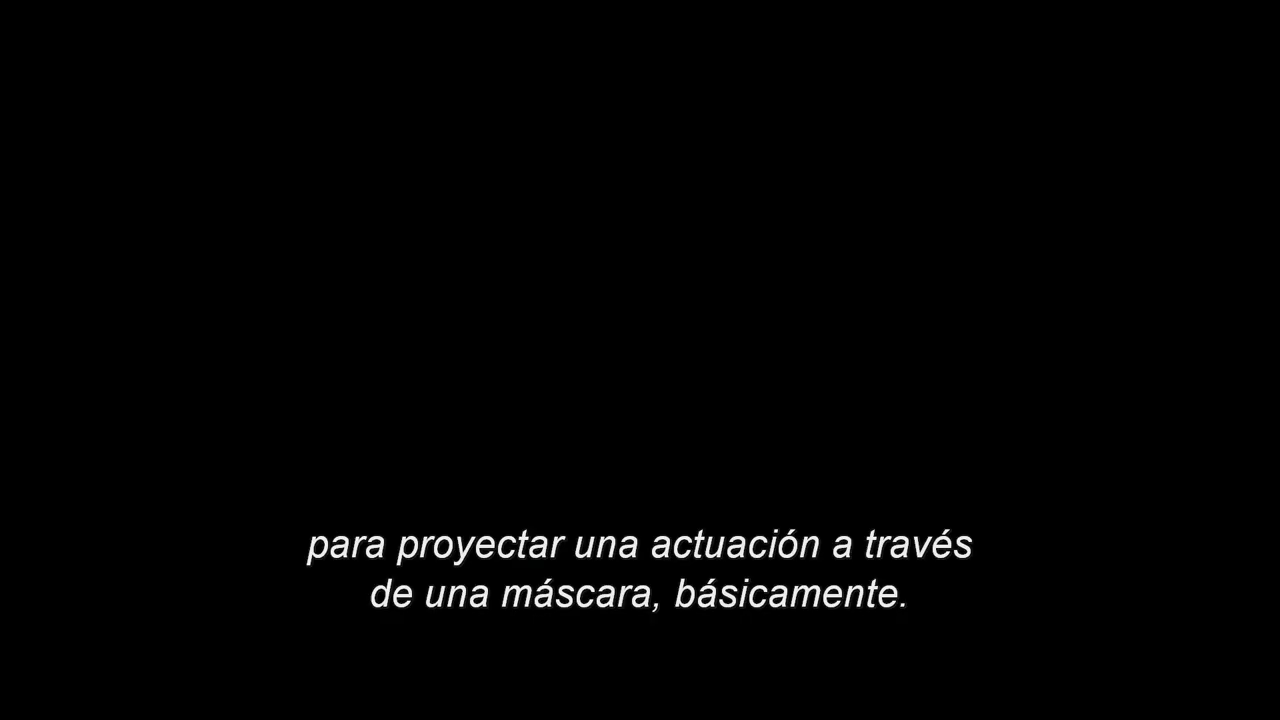 para proyectar una actuación a través
de una máscara, básicamente.